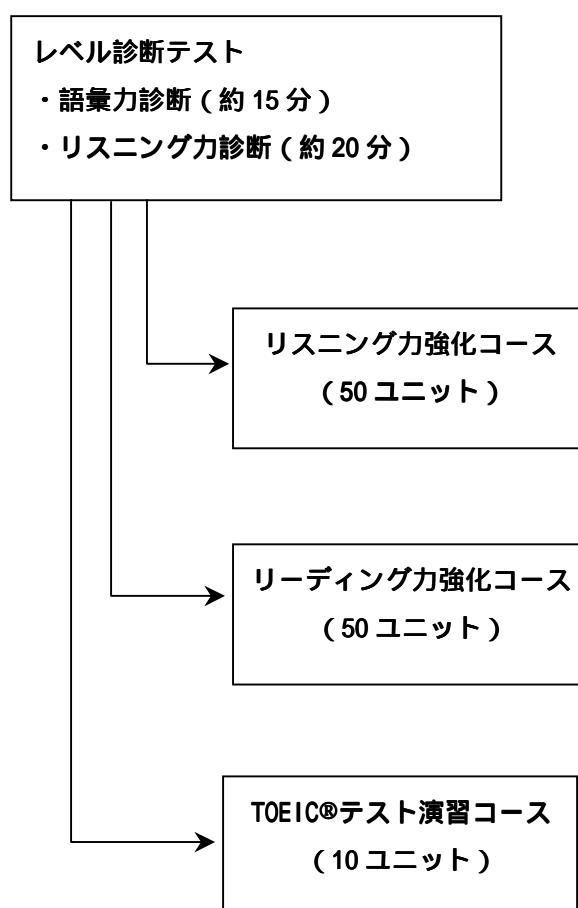 レベル診断テスト
・語彙力診断（約15分）
・リスニング力診断（約20分）
リスニング力強化コース
（50ユニット）
リーディング力強化コース
（50ユニット）
TOEIC®テスト演習コース
（10ユニット）